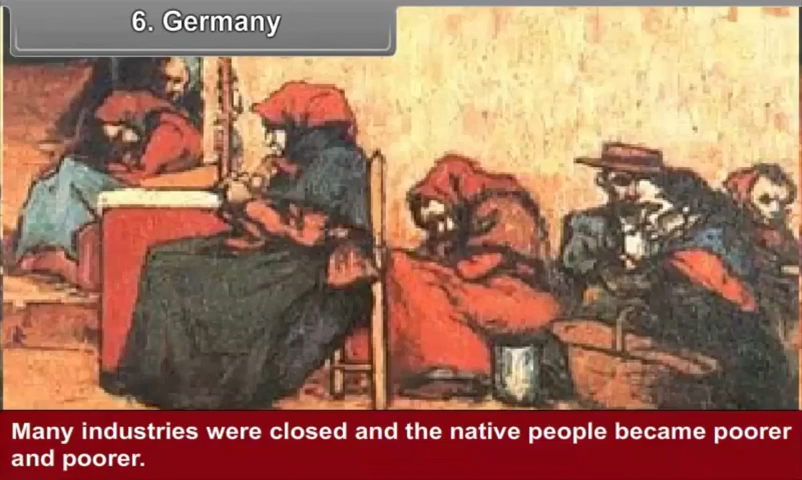 6. Germany
Many industries were closed and the native people became poorer
and poorer.